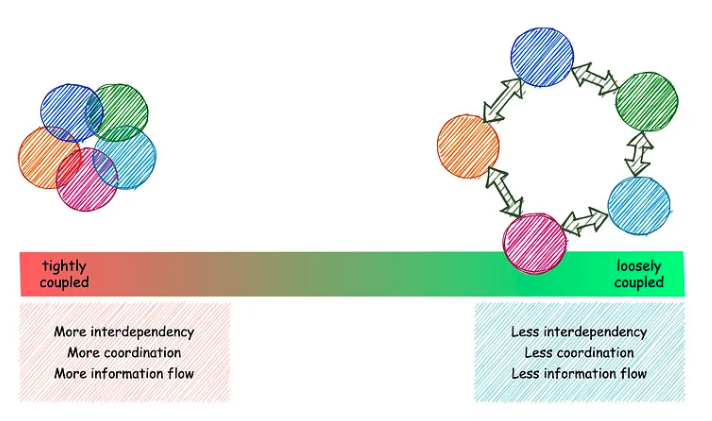 tightly
coupled
loosely
coupled
More interdependency
More coordination
More information flow
Less interdependency
Less coordination
Less information flow